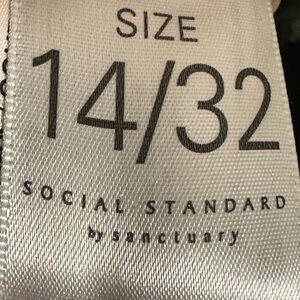 SIZE
14/32
SOCIAL STANDARD
by sanctuary